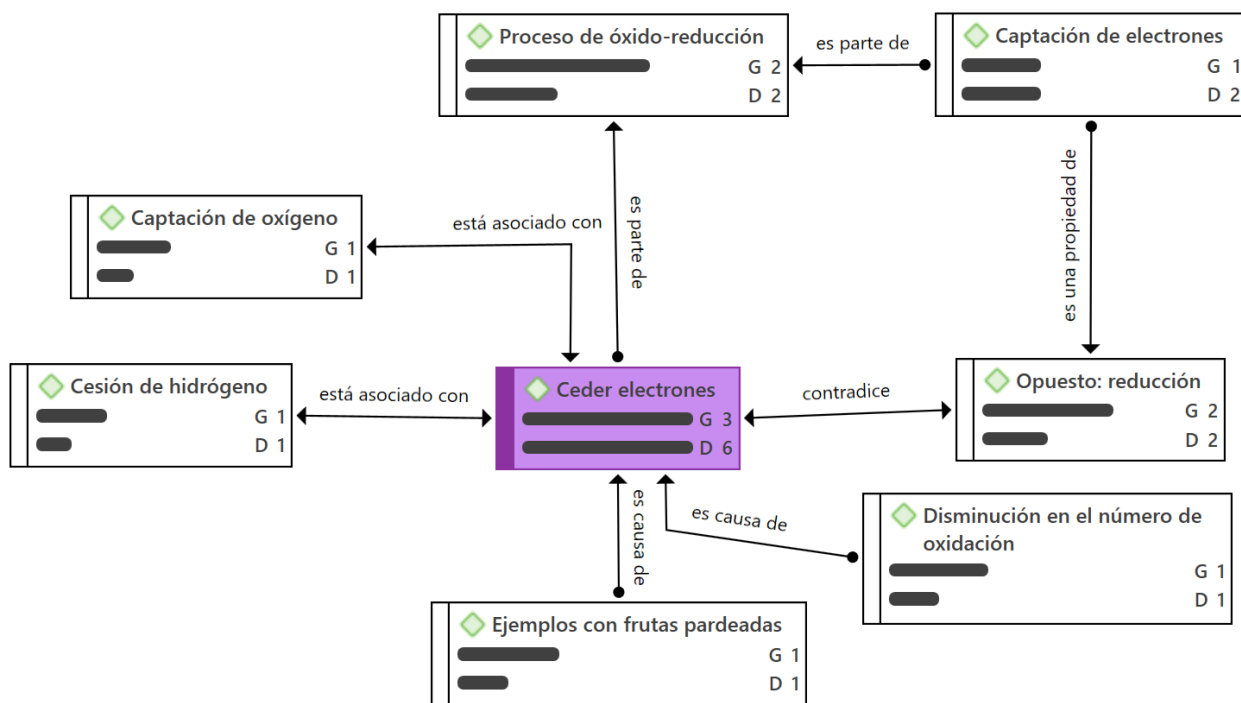 Proceso de óxido-reducción
G 2
D 2
es parte de
Captación de electrones
G 1
D 2
Captación de oxígeno
G 1
D 1
está asociado con
es parte de
es una propiedad de
Cesión de hidrógeno
G 1
D 1
está asociado con
Ceder electrones
G 3
D 6
contradice
Opuesto: reducción
G 2
D 2
es causa de
es causa de
Disminución en el número de
oxidación
G 1
D 1
Ejemplos con frutas pardeadas
G 1
D 1